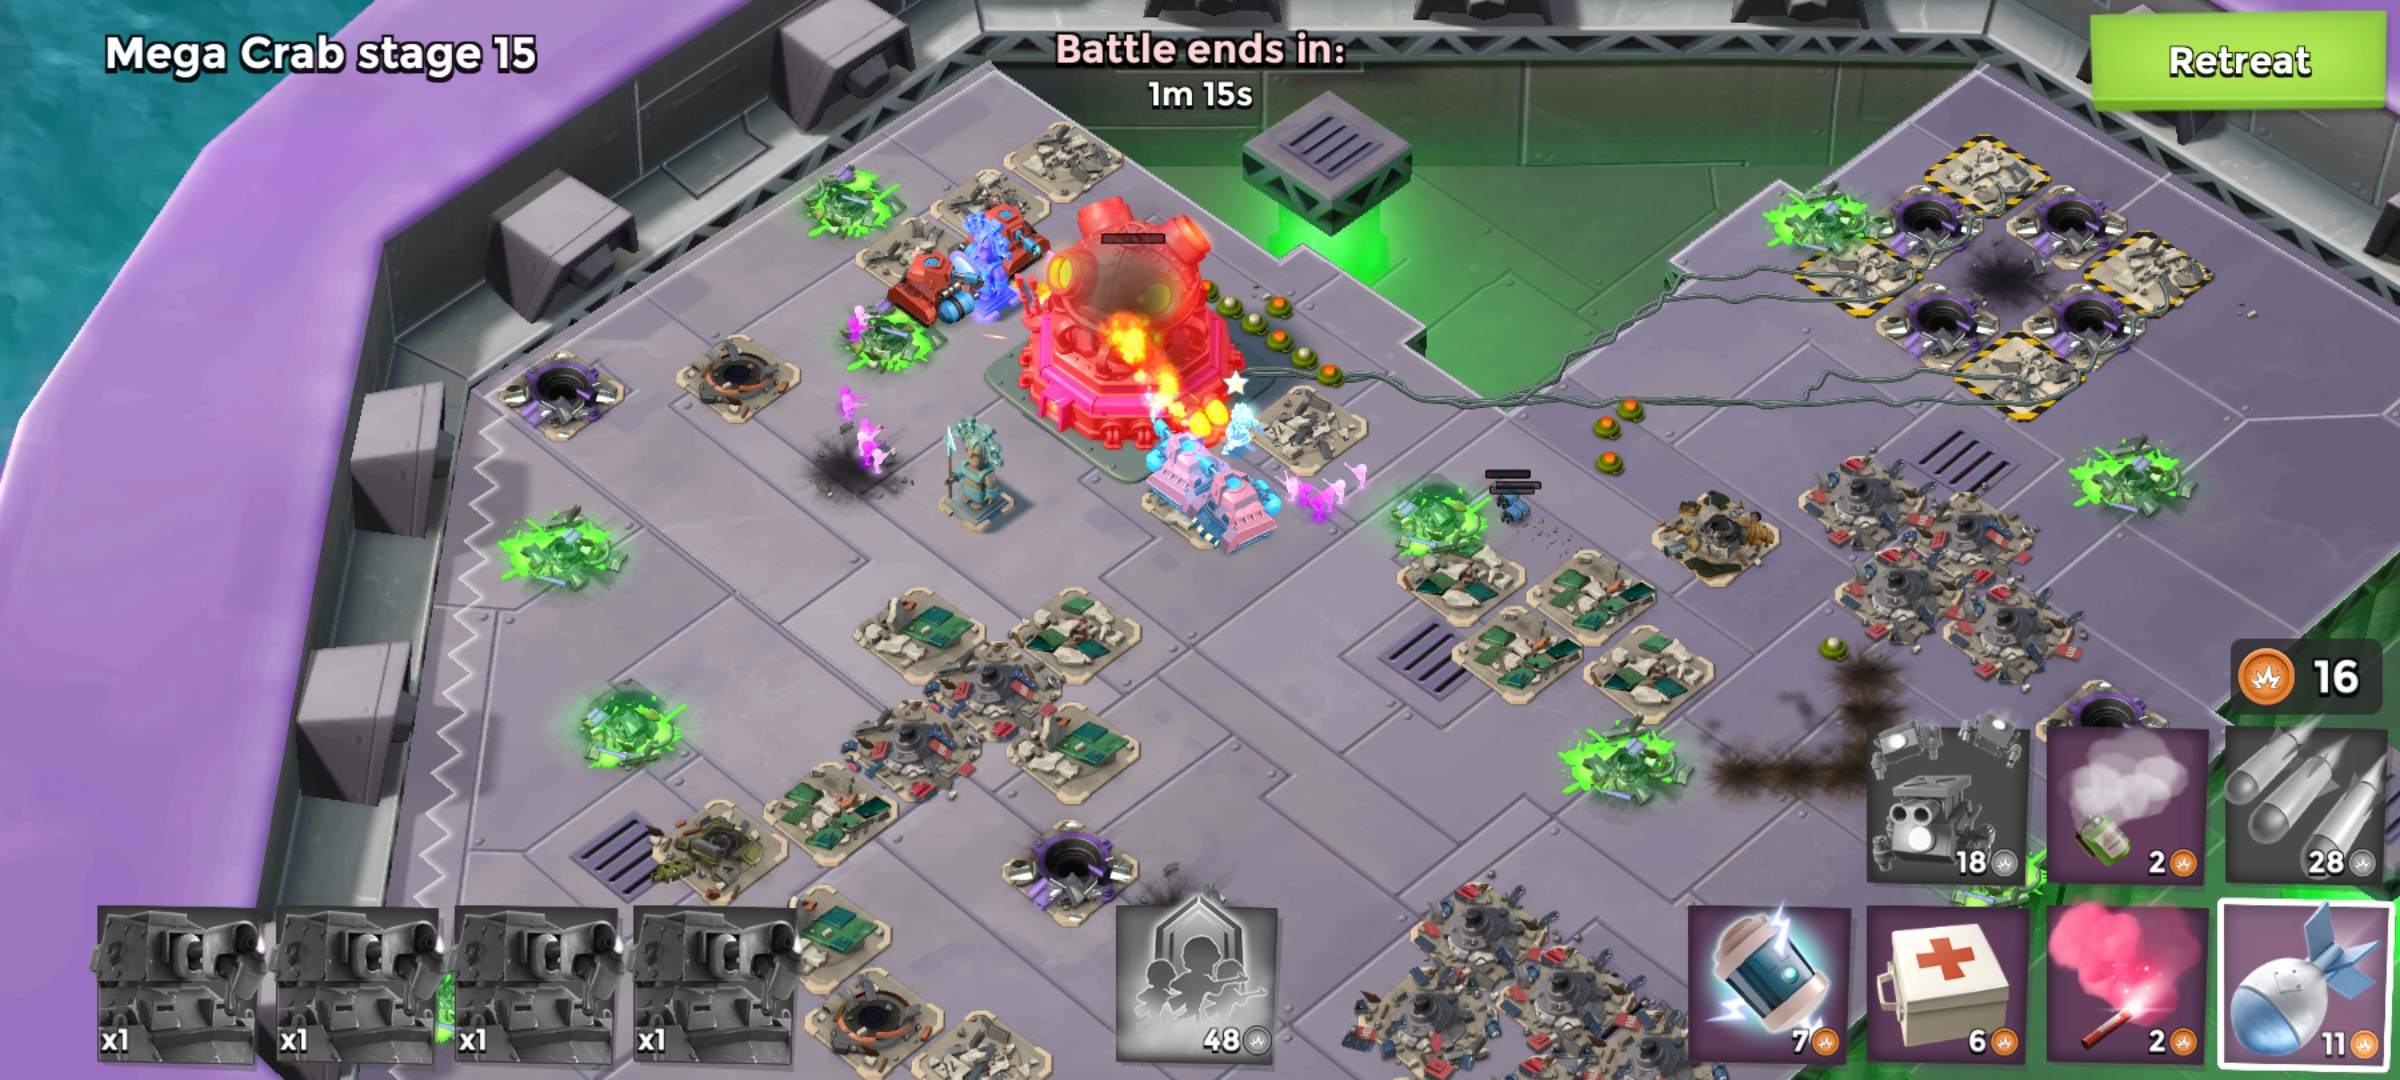 Mega Crab stage 15
Battle ends in:
1m 15s
Retreat
16
18
2
28
x1
x1
x1
x1
48
7
6
2
11